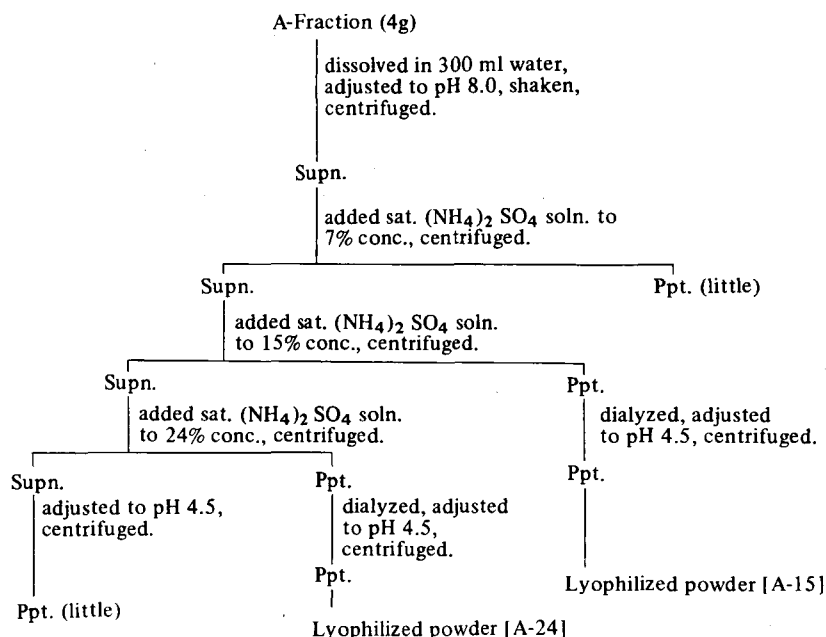 A-Fraction (4g)
dissolved in 300 ml water,
adjusted to pH 8.0, shaken,
centrifuged.
Supn.
added sat. (NH4)2 SO4 soln. to
7% conc., centrifuged.
Supn.
Ppt. (little)
added sat. (NH4)2 SO4 soln.
to 15% conc., centrifuged.
Supn.
Ppt.
added sat. (NH4)2 SO4 soln.
to 24% conc., centrifuged.
dialyzed, adjusted
to pH 4.5, centrifuged.
Supn.
Ppt.
Ppt.
adjusted to pH 4.5,
centrifuged.
dialyzed, adjusted
to pH 4.5,
centrifuged.
Ppt.
Lyophilized powder [A-15]
Ppt. (little)
Lyophilized powder [A-24]